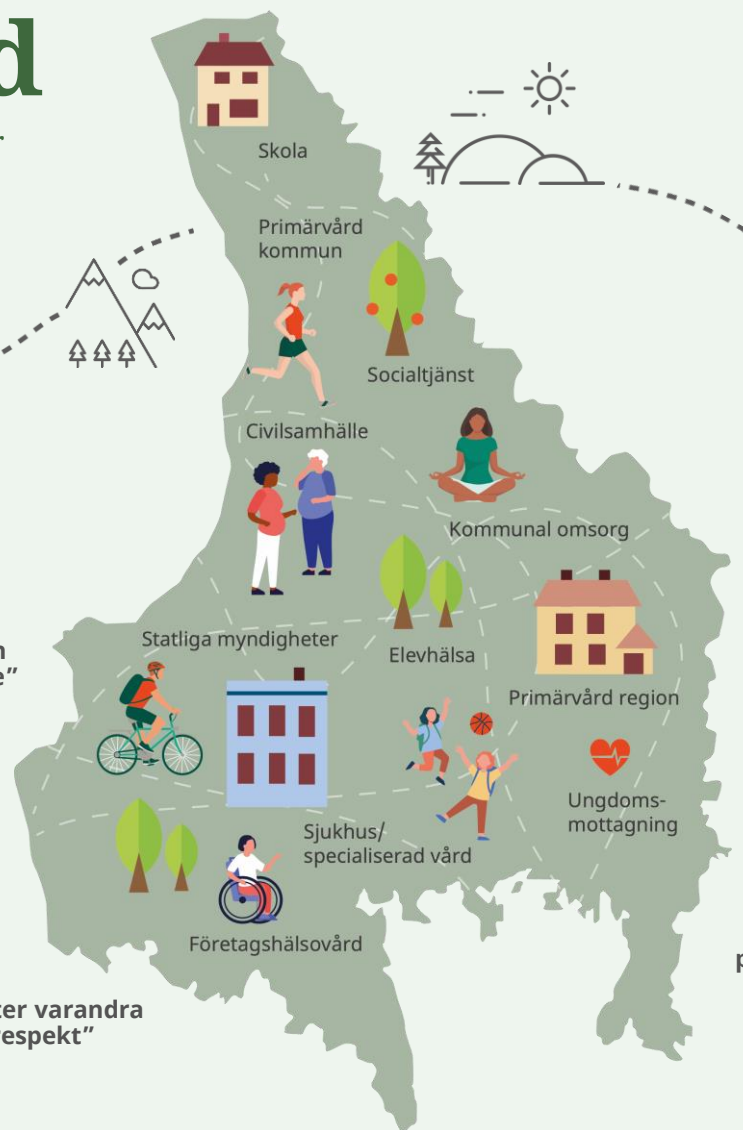 d
Skola
Primärvård
kommun
Socialtjänst
Civilsamhälle
Kommunal omsorg
Statliga myndigheter
Elevhälsa
Primärvård region
Ungdoms-
mottagning
Sjukhus/
specialiserad vård
Företagshälsovård
varandra
respekt”